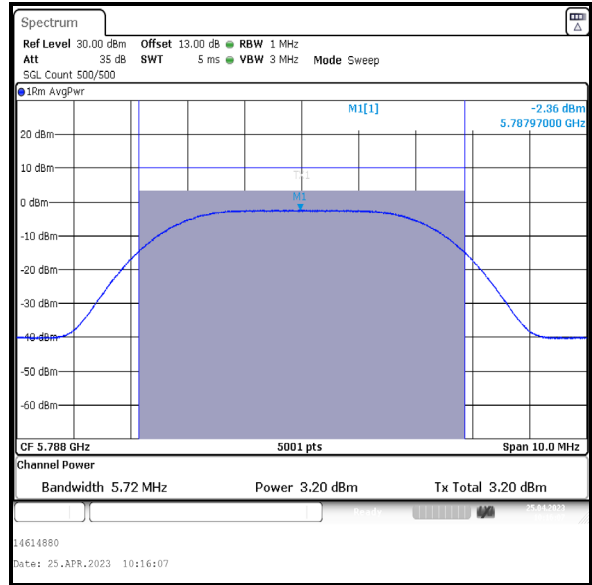 Spectrum
Ref Level 30.00 dBm Offset 13.00 dB RBW 1 MHz
Att 35 dB SWT 5 ms VBW 3 MHz Mode Sweep
SGL Count 500/500
1Rm AvgPwr
M1[1] -2.36 dBm
5.78797000 GHz
20 dBm
10 dBm
M1
0 dBm
-10 dBm
-20 dBm
-30 dBm
-40 dBm
-50 dBm
-60 dBm
CF 5.788 GHz 5001 pts Span 10.0 MHz
Channel Power
Bandwidth 5.72 MHz Power 3.20 dBm Tx Total 3.20 dBm
Ready 25.04.2023
14614880
Date: 25.APR.2023 10:16:07